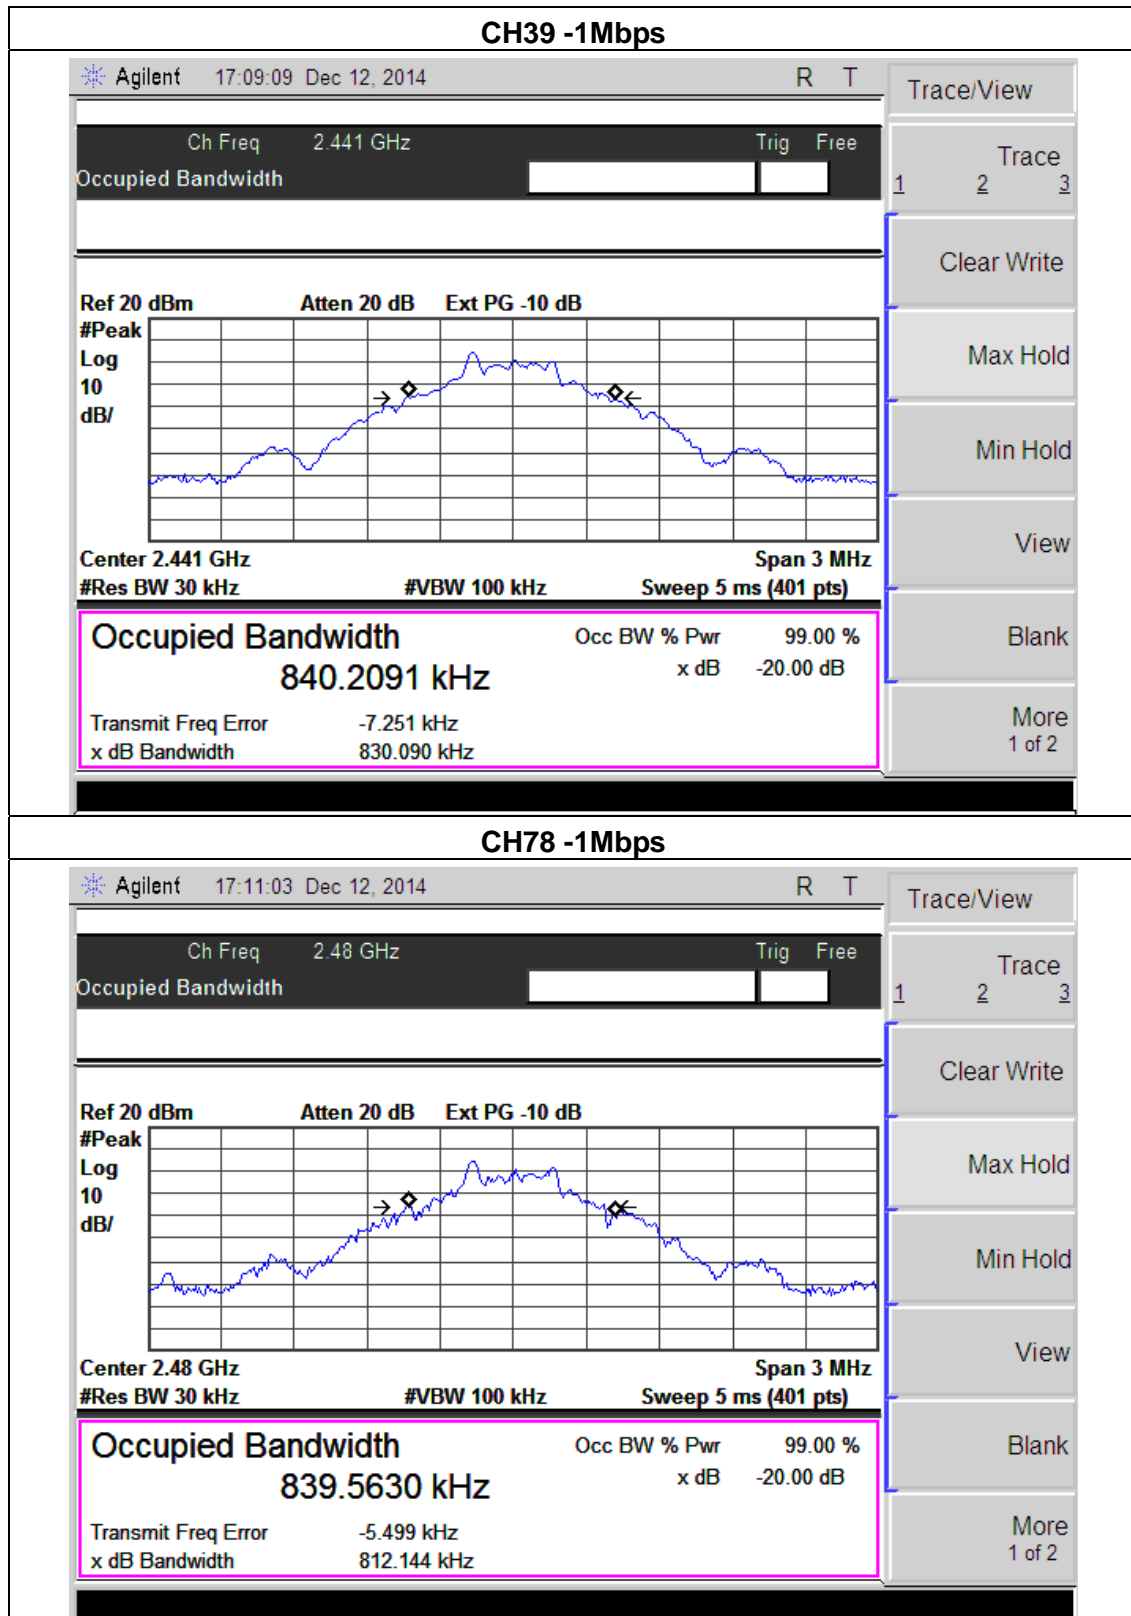 CH39 -1Mbps
Agilent 17:09:09 Dec 12, 2014 R T
Trace/View
Ch Freq 2.441 GHz Trig Free
Occupied Bandwidth
Trace
1 2 3
Clear Write
Ref 20 dBm Atten 20 dB Ext PG -10 dB
#Peak
Log
10
dB/
Max Hold
Min Hold
View
Center 2.441 GHz Span 3 MHz
#Res BW 30 kHz #VBW 100 kHz Sweep 5 ms (401 pts)
Occupied Bandwidth Occ BW % Pwr 99.00 %
840.2091 kHz x dB -20.00 dB
Blank
Transmit Freq Error -7.251 kHz
x dB Bandwidth 830.090 kHz
More
1 of 2
CH78 -1Mbps
Agilent 17:11:03 Dec 12, 2014 R T
Trace/View
Ch Freq 2.48 GHz Trig Free
Occupied Bandwidth
Trace
1 2 3
Clear Write
Ref 20 dBm Atten 20 dB Ext PG -10 dB
#Peak
Log
10
dB/
Max Hold
Min Hold
View
Center 2.48 GHz Span 3 MHz
#Res BW 30 kHz #VBW 100 kHz Sweep 5 ms (401 pts)
Occupied Bandwidth Occ BW % Pwr 99.00 %
839.5630 kHz x dB -20.00 dB
Blank
Transmit Freq Error -5.499 kHz
x dB Bandwidth 812.144 kHz
More
1 of 2